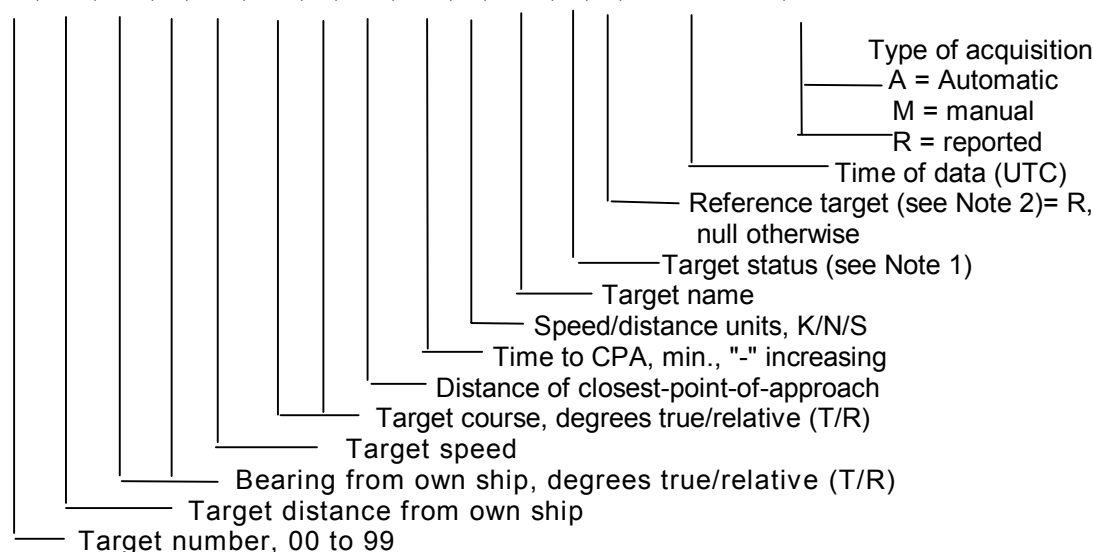 Type of acquisition
A = Automatic
M = manual
R = reported
Time of data (UTC)
Reference target (see Note 2)= R,
null otherwise
Target status (see Note 1)
Target name
Speed/distance units, K/N/S
Time to CPA, min., "-" increasing
Distance of closest-point-of-approach
Target course, degrees true/relative (T/R)
Target speed
Bearing from own ship, degrees true/relative (T/R)
Target distance from own ship
Target number, 00 to 99